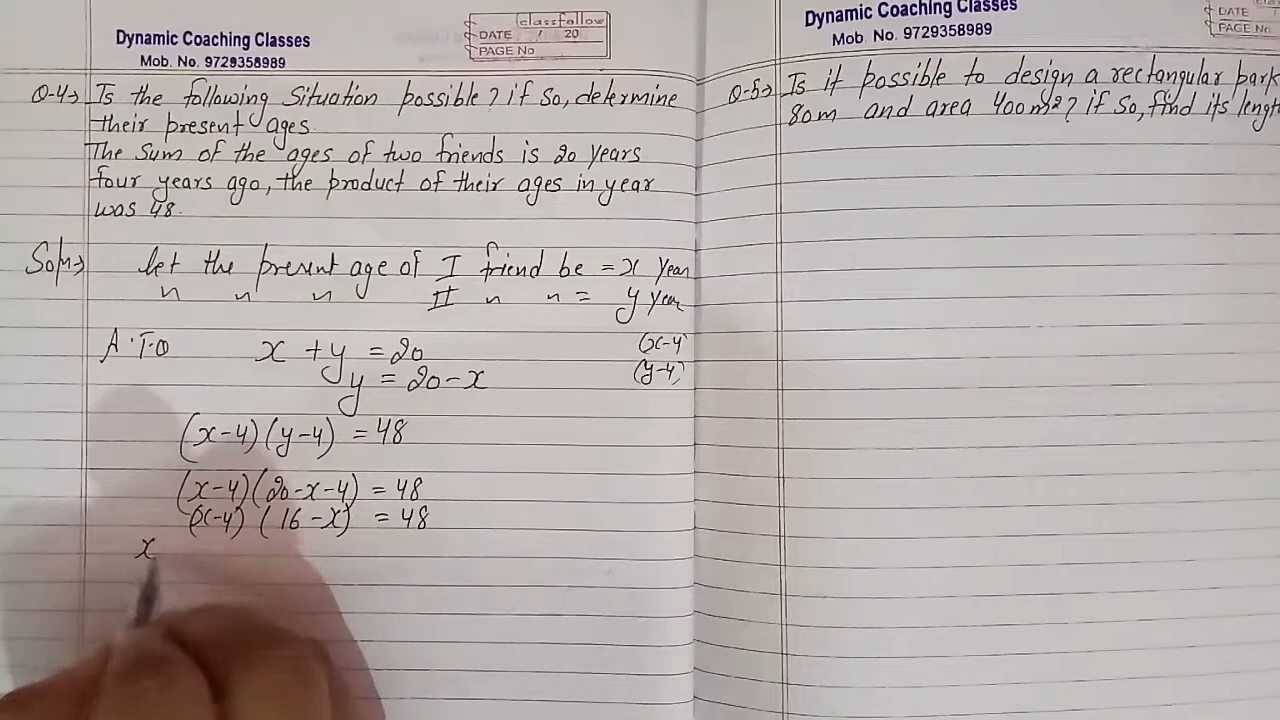 Dynamic Coaching Classes
Mob. No. 9729358989
classfellow
DATE / 20
PAGE No
Q-4→ Is the following Situation possible? if So, determine
their present ages.
The Sum of the ages of two friends is 20 years
four years ago, the product of their ages in year
was 48.
Soln→ let the present age of I friend be = x year
" " " II " " = y year
A.T.Q x + y = 20
y = 20-x
(x-4
(y-4)
(x-4)(y-4) = 48
(x-4)(20-x-4) = 48
(x-4) (16-x) = 48
x
Dynamic Coaching Classes
Mob. No. 9729358989
DATE
PAGE No.
Q-5→ Is it possible to design a rectangular park
80m and area 400m²? if So, find its lengt